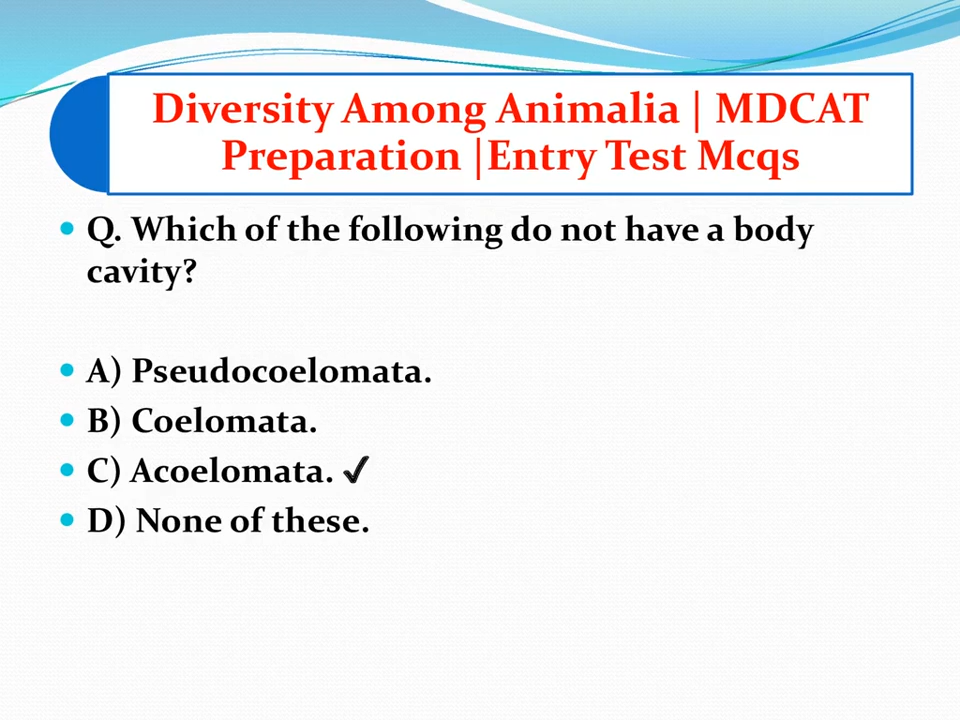 Diversity Among Animalia | MDCAT
Preparation |Entry Test Mcqs
• Q. Which of the following do not have a body
cavity?
• A) Pseudocoelomata.
• B) Coelomata.
• C) Acoelomata. ✓
• D) None of these.